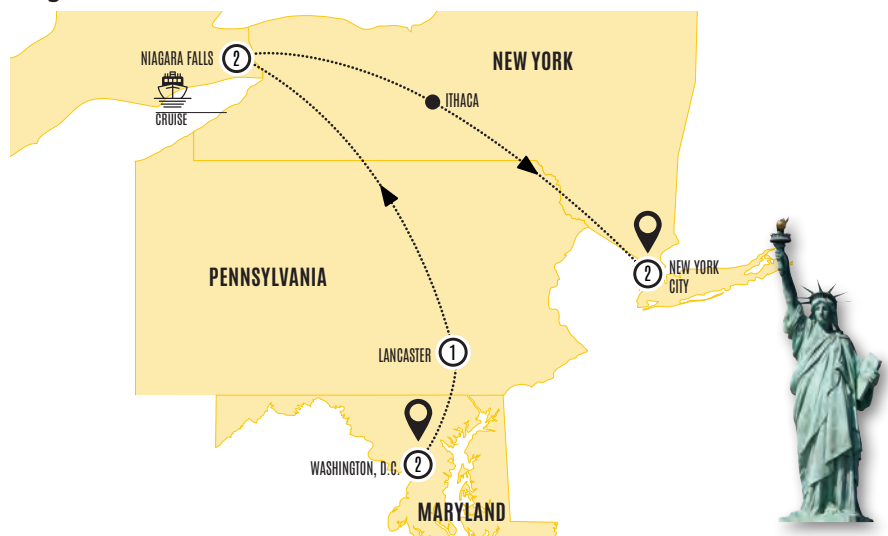 NIAGARA FALLS
2
NEW YORK
ITHACA
CRUISE
PENNSYLVANIA
2
NEW YORK
CITY
LANCASTER
1
WASHINGTON, D.C.
2
MARYLAND